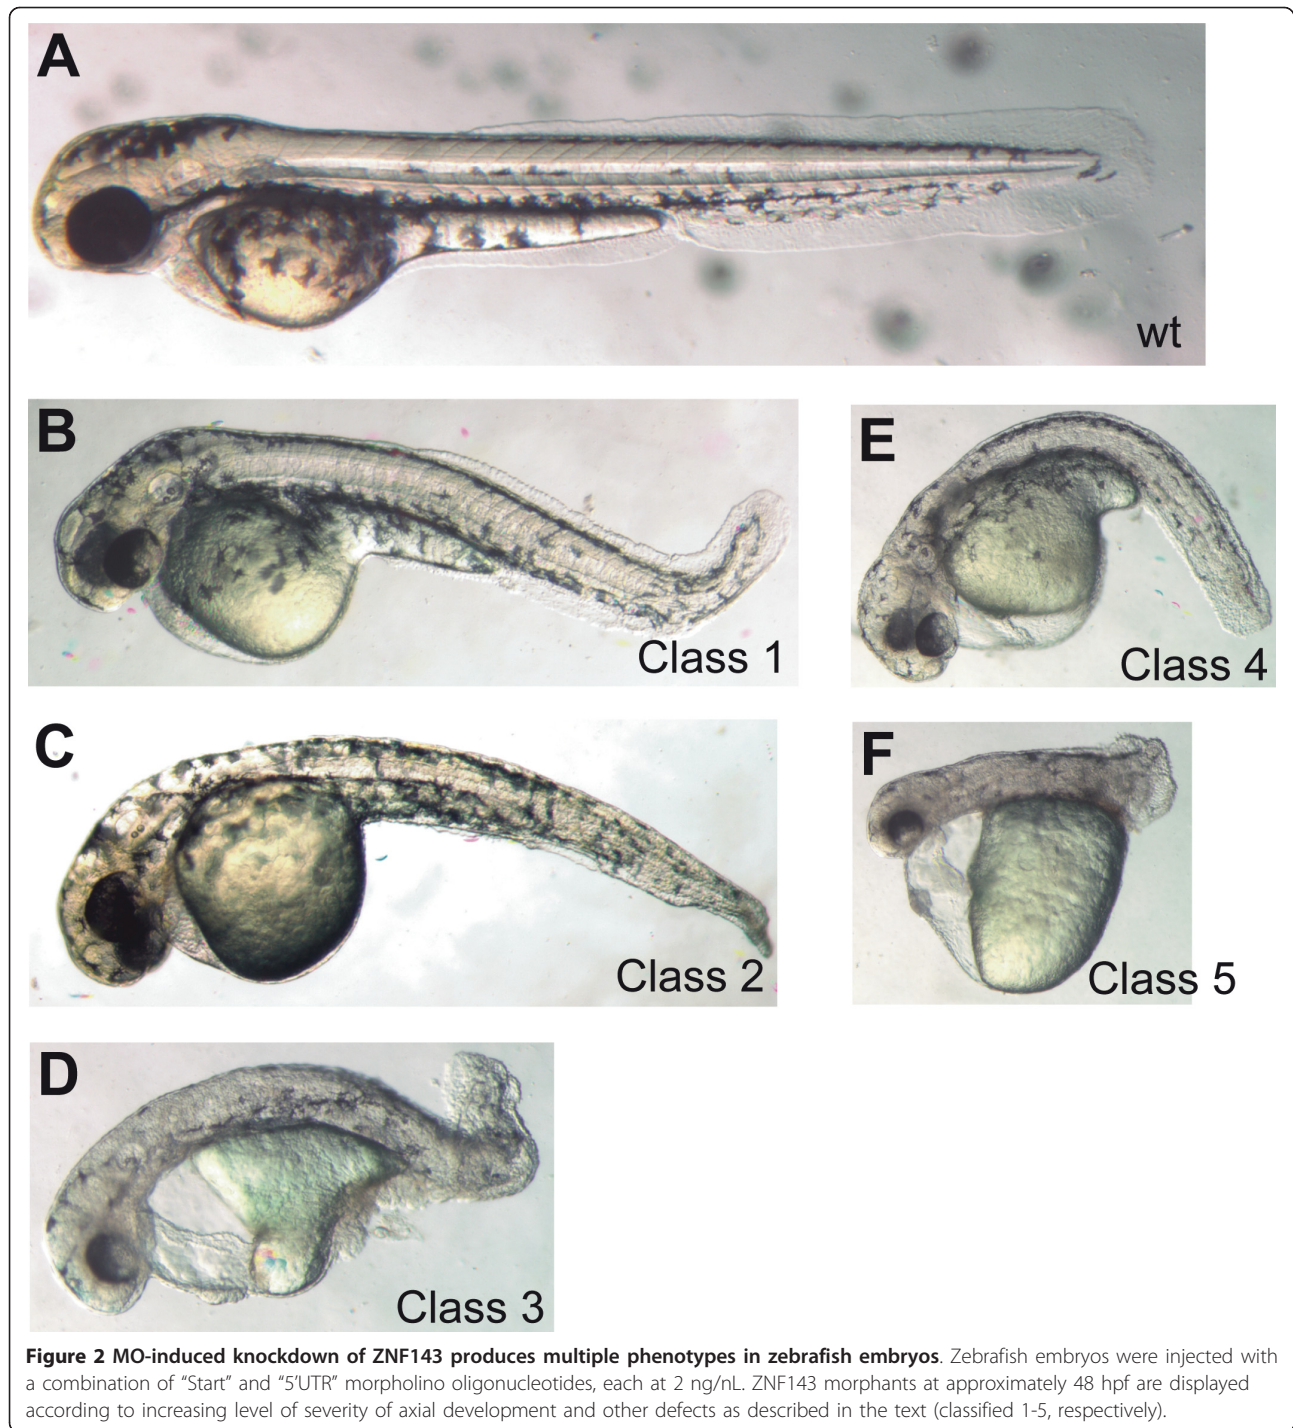 A
wt
B
Class 1
E
Class 4
C
Class 2
F
Class 5
D
Class 3
Figure 2 MO-induced knockdown of ZNF143 produces multiple phenotypes in zebrafish embryos. Zebrafish embryos were injected with
a combination of “Start” and “5’UTR” morpholino oligonucleotides, each at 2 ng/nL. ZNF143 morphants at approximately 48 hpf are displayed
according to increasing level of severity of axial development and other defects as described in the text (classified 1-5, respectively).